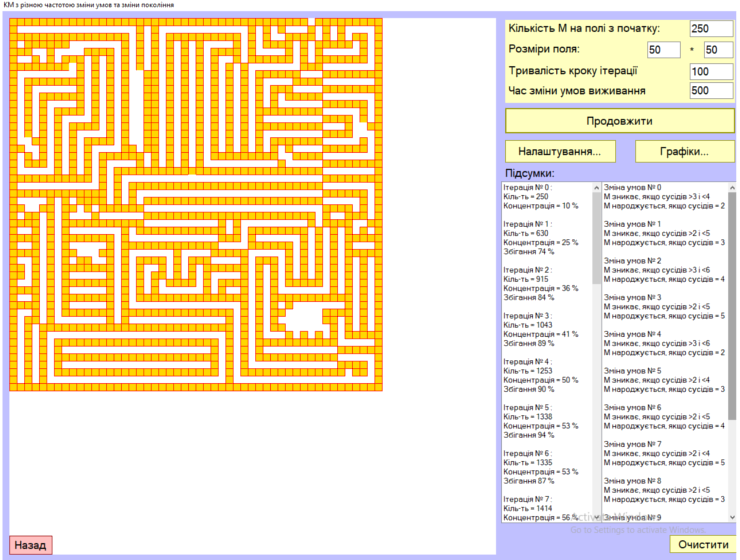 КМ з різною частотою зміни умов та зміни покоління
Кількість М на полі з початку: 250
Розміри поля: 50 * 50
Тривалість кроку ітерації 100
Час зміни умов виживання 500
Продовжити
Налаштування... Графіки...
Підсумки:
Ітерація № 0 :
Кіль-ть = 250
Концентрація = 10 %
Ітерація № 1 :
Кіль-ть = 630
Концентрація = 25 %
Збігання 74 %
Ітерація № 2 :
Кіль-ть = 915
Концентрація = 36 %
Збігання 84 %
Ітерація № 3 :
Кіль-ть = 1043
Концентрація = 41 %
Збігання 89 %
Ітерація № 4 :
Кіль-ть = 1253
Концентрація = 50 %
Збігання 90 %
Ітерація № 5 :
Кіль-ть = 1338
Концентрація = 53 %
Збігання 94 %
Ітерація № 6 :
Кіль-ть = 1335
Концентрація = 53 %
Збігання 87 %
Ітерація № 7 :
Кіль-ть = 1414
Концентрація = 56 %
Зміна умов № 0
М зникає, якщо сусідів >3 і <4
М народжується, якщо сусідів = 2
Зміна умов № 1
М зникає, якщо сусідів >2 і <5
М народжується, якщо сусідів = 3
Зміна умов № 2
М зникає, якщо сусідів >3 і <6
М народжується, якщо сусідів = 4
Зміна умов № 3
М зникає, якщо сусідів >2 і <5
М народжується, якщо сусідів = 5
Зміна умов № 4
М зникає, якщо сусідів >3 і <6
М народжується, якщо сусідів = 2
Зміна умов № 5
М зникає, якщо сусідів >2 і <4
М народжується, якщо сусідів = 3
Зміна умов № 6
М зникає, якщо сусідів >2 і <5
М народжується, якщо сусідів = 4
Зміна умов № 7
М зникає, якщо сусідів >2 і <4
М народжується, якщо сусідів = 5
Зміна умов № 8
М зникає, якщо сусідів >2 і <5
М народжується, якщо сусідів = 3
Зміна умов № 9
Go to Settings to activate Windows.
Назад
Очистити